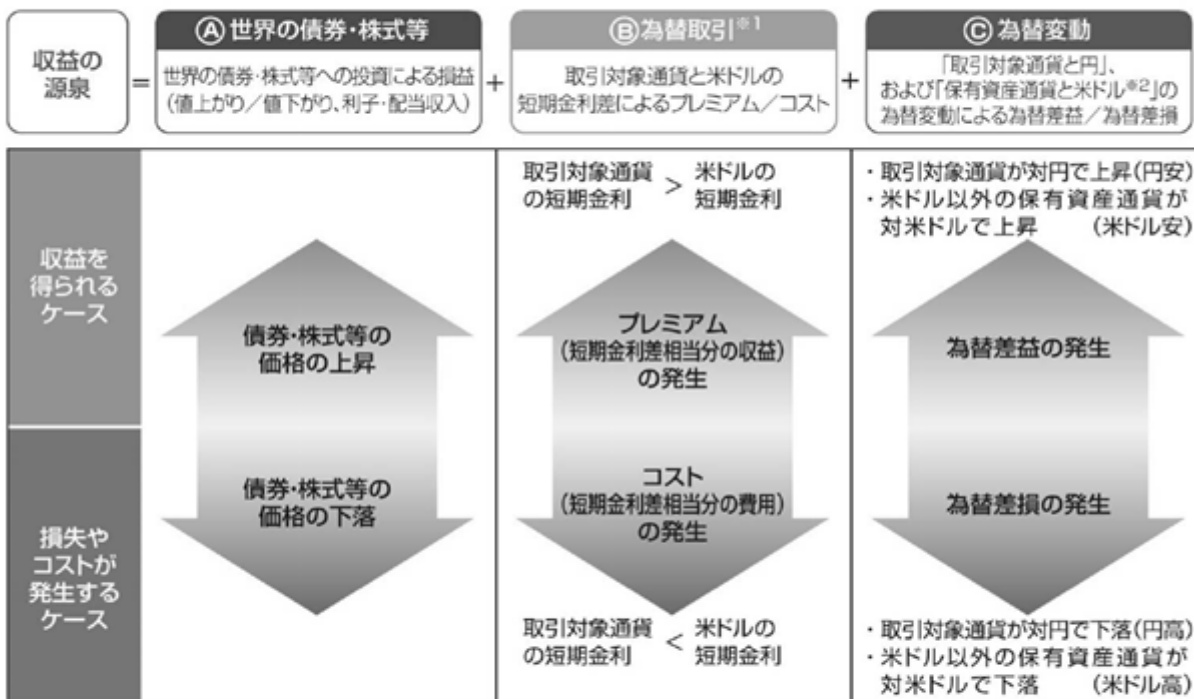 収益の
源泉
=
Ⓐ世界の債券・株式等
世界の債券・株式等への投資による損益
(値上がり/値下がり、利子・配当収入)
+
Ⓑ為替取引※1
取引対象通貨と米ドルの
短期金利差によるプレミアム/コスト
+
Ⓒ為替変動
「取引対象通貨と円」、
および「保有資産通貨と米ドル※2」の
為替変動による為替差益/為替差損
収益を
得られる
ケース
債券・株式等の
価格の上昇
取引対象通貨 > 米ドルの
の短期金利 短期金利
プレミアム
(短期金利差相当分の収益)
の発生
・取引対象通貨が対円で上昇(円安)
・米ドル以外の保有資産通貨が
対米ドルで上昇 (米ドル安)
為替差益の発生
損失や
コストが
発生する
ケース
債券・株式等の
価格の下落
コスト
(短期金利差相当分の費用)
の発生
取引対象通貨 < 米ドルの
の短期金利 短期金利
為替差損の発生
・取引対象通貨が対円で下落(円高)
・米ドル以外の保有資産通貨が
対米ドルで下落 (米ドル高)